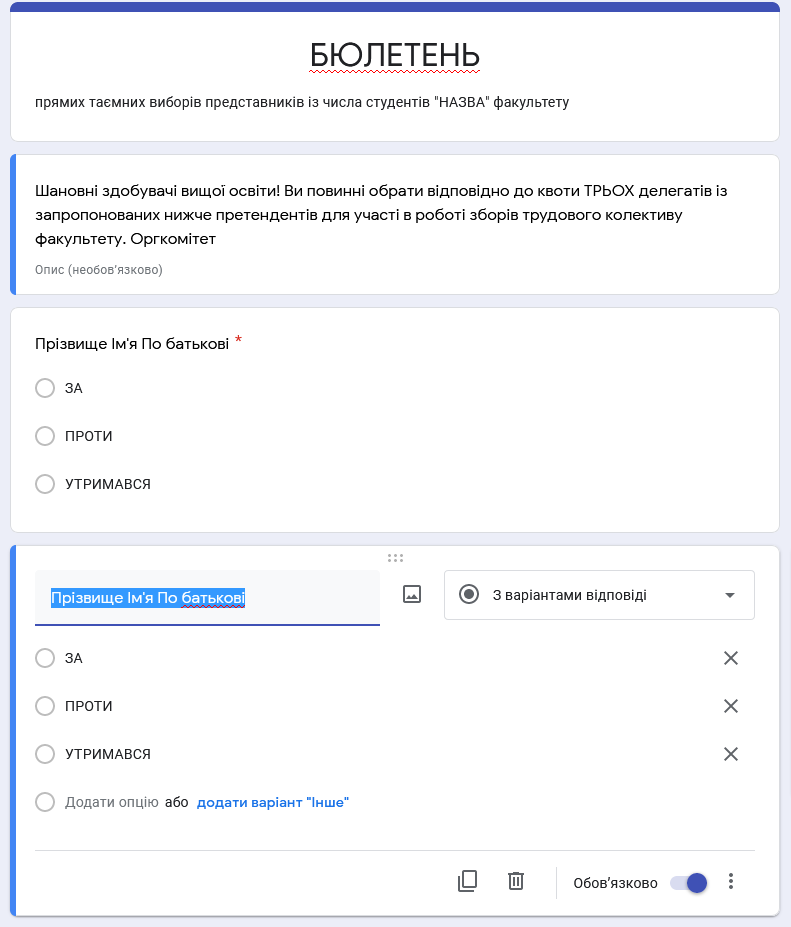 БЮЛЕТЕНЬ
прямих таємних виборів представників із числа студентів "НАЗВА" факультету
Шановні здобувачі вищої освіти! Ви повинні обрати відповідно до квоти ТРЬОХ делегатів із
запропонованих нижче претендентів для участі в роботі зборів трудового колективу
факультету. Оргкомітет
Опис (необов'язково)
Прізвище Ім'я По батькові *
ЗА
ПРОТИ
УТРИМАВСЯ
Прізвище Ім'я По батькові
З варіантами відповіді
ЗА
ПРОТИ
УТРИМАВСЯ
Додати опцію або додати варіант "Інше"
Обов’язково